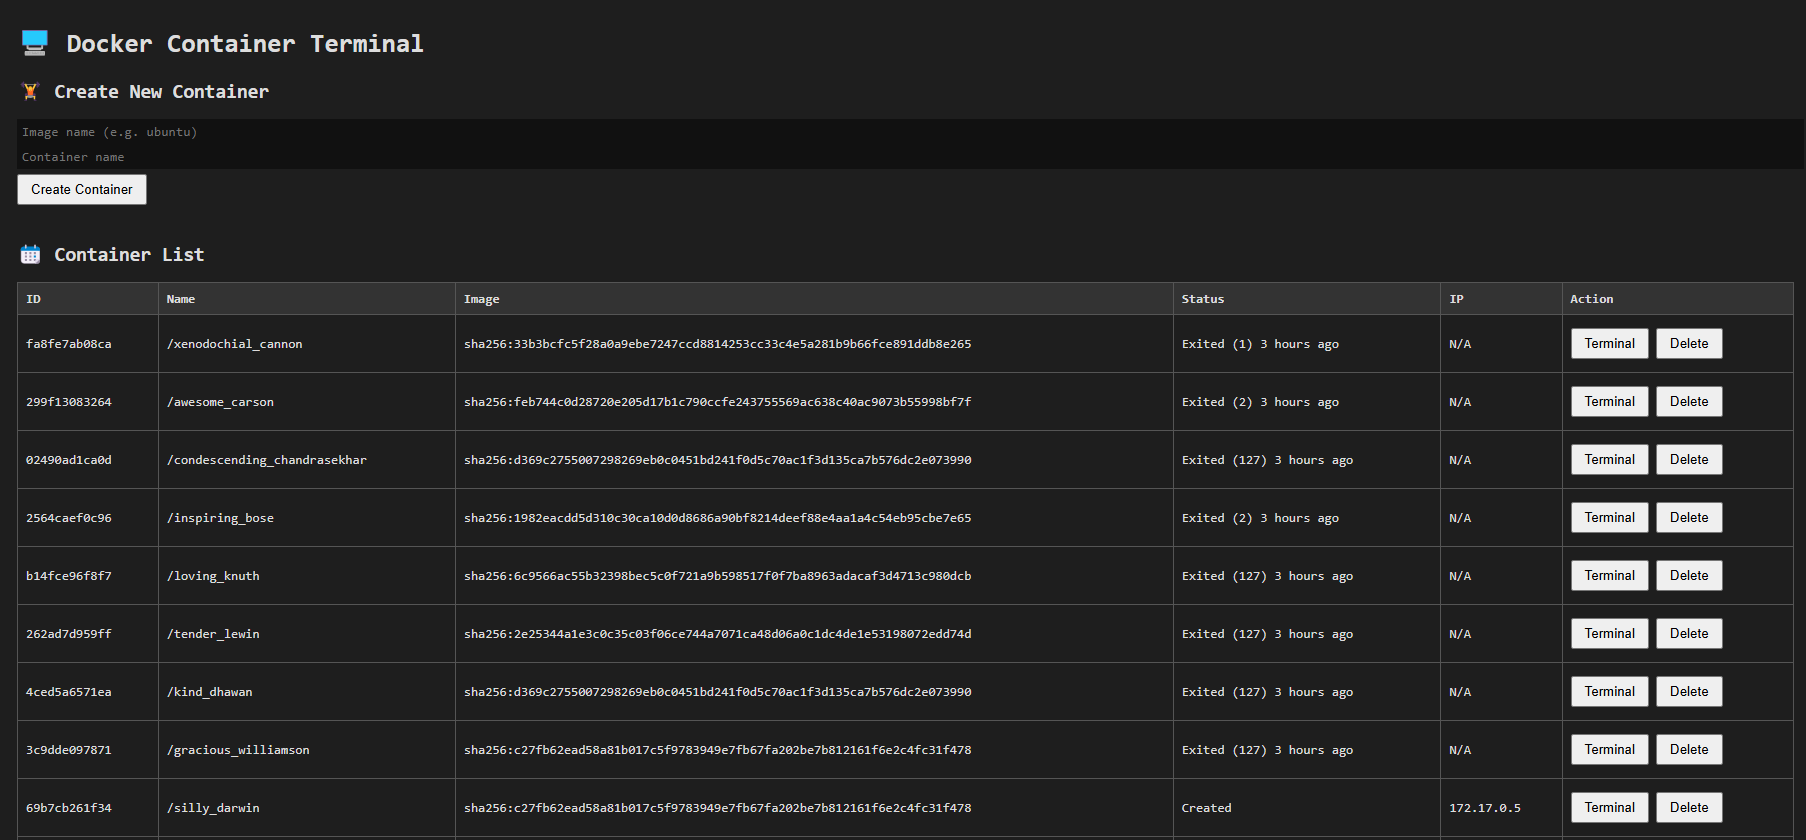 Docker Container Terminal
Create New Container
Image name (e.g. ubuntu)
Container name
Create Container
Container List
ID Name Image Status IP Action
fa8fe7ab08ca /xenodochial_cannon sha256:33b3bcfc5f28a0a9ebe7247ccd8814253cc33c4e5a281b9b66fce891ddb8e265 Exited (1) 3 hours ago N/A Terminal Delete
299f13083264 /awesome_carson sha256:feb744c0d28720e205d17b1c790ccfe243755569ac638c40ac9073b55998bf7f Exited (2) 3 hours ago N/A Terminal Delete
02490ad1ca0d /condescending_chandrasekhar sha256:d369c2755007298269eb0c0451bd241f0d5c70ac1f3d135ca7b576dc2e073990 Exited (127) 3 hours ago N/A Terminal Delete
2564caef0c96 /inspiring_bose sha256:1982eacdd5d310c30ca10d0d8686a90bf8214deef88e4aa1a4c54eb95cbe7e65 Exited (2) 3 hours ago N/A Terminal Delete
b14fce96f8f7 /loving_knuth sha256:6c9566ac55b32398bec5c0f721a9b598517f0f7ba8963adacaf3d4713c980dcb Exited (127) 3 hours ago N/A Terminal Delete
262ad7d959ff /tender_lewin sha256:2e25344a1e3c0c35c03f06ce744a7071ca48d06a0c1dc4de1e53198072edd74d Exited (127) 3 hours ago N/A Terminal Delete
4ced5a6571ea /kind_dhawan sha256:d369c2755007298269eb0c0451bd241f0d5c70ac1f3d135ca7b576dc2e073990 Exited (127) 3 hours ago N/A Terminal Delete
3c9dde097871 /gracious_williamson sha256:c27fb62ead58a81b017c5f9783949e7fb67fa202be7b812161f6e2c4fc31f478 Exited (127) 3 hours ago N/A Terminal Delete
69b7cb261f34 /silly_darwin sha256:c27fb62ead58a81b017c5f9783949e7fb67fa202be7b812161f6e2c4fc31f478 Created 172.17.0.5 Terminal Delete